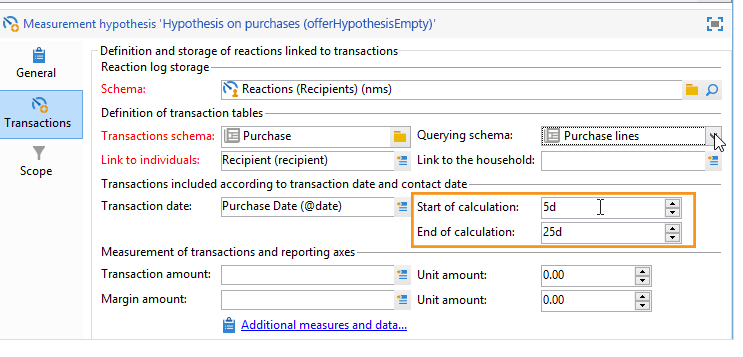 Measurement hypothesis 'Hypothesis on purchases (offerHypothesisEmpty)'
General
Transactions
Scope
Definition and storage of reactions linked to transactions
Reaction log storage
Schema: Reactions (Recipients) (nms)
Definition of transaction tables
Transactions schema: Purchase Querying schema: Purchase lines
Link to individuals: Recipient (recipient) Link to the household:
Transactions included according to transaction date and contact date
Transaction date: Purchase Date (@date) Start of calculation: 5d
End of calculation: 25d
Measurement of transactions and reporting axes
Transaction amount: Unit amount: 0.00
Margin amount: Unit amount: 0.00
Additional measures and data...